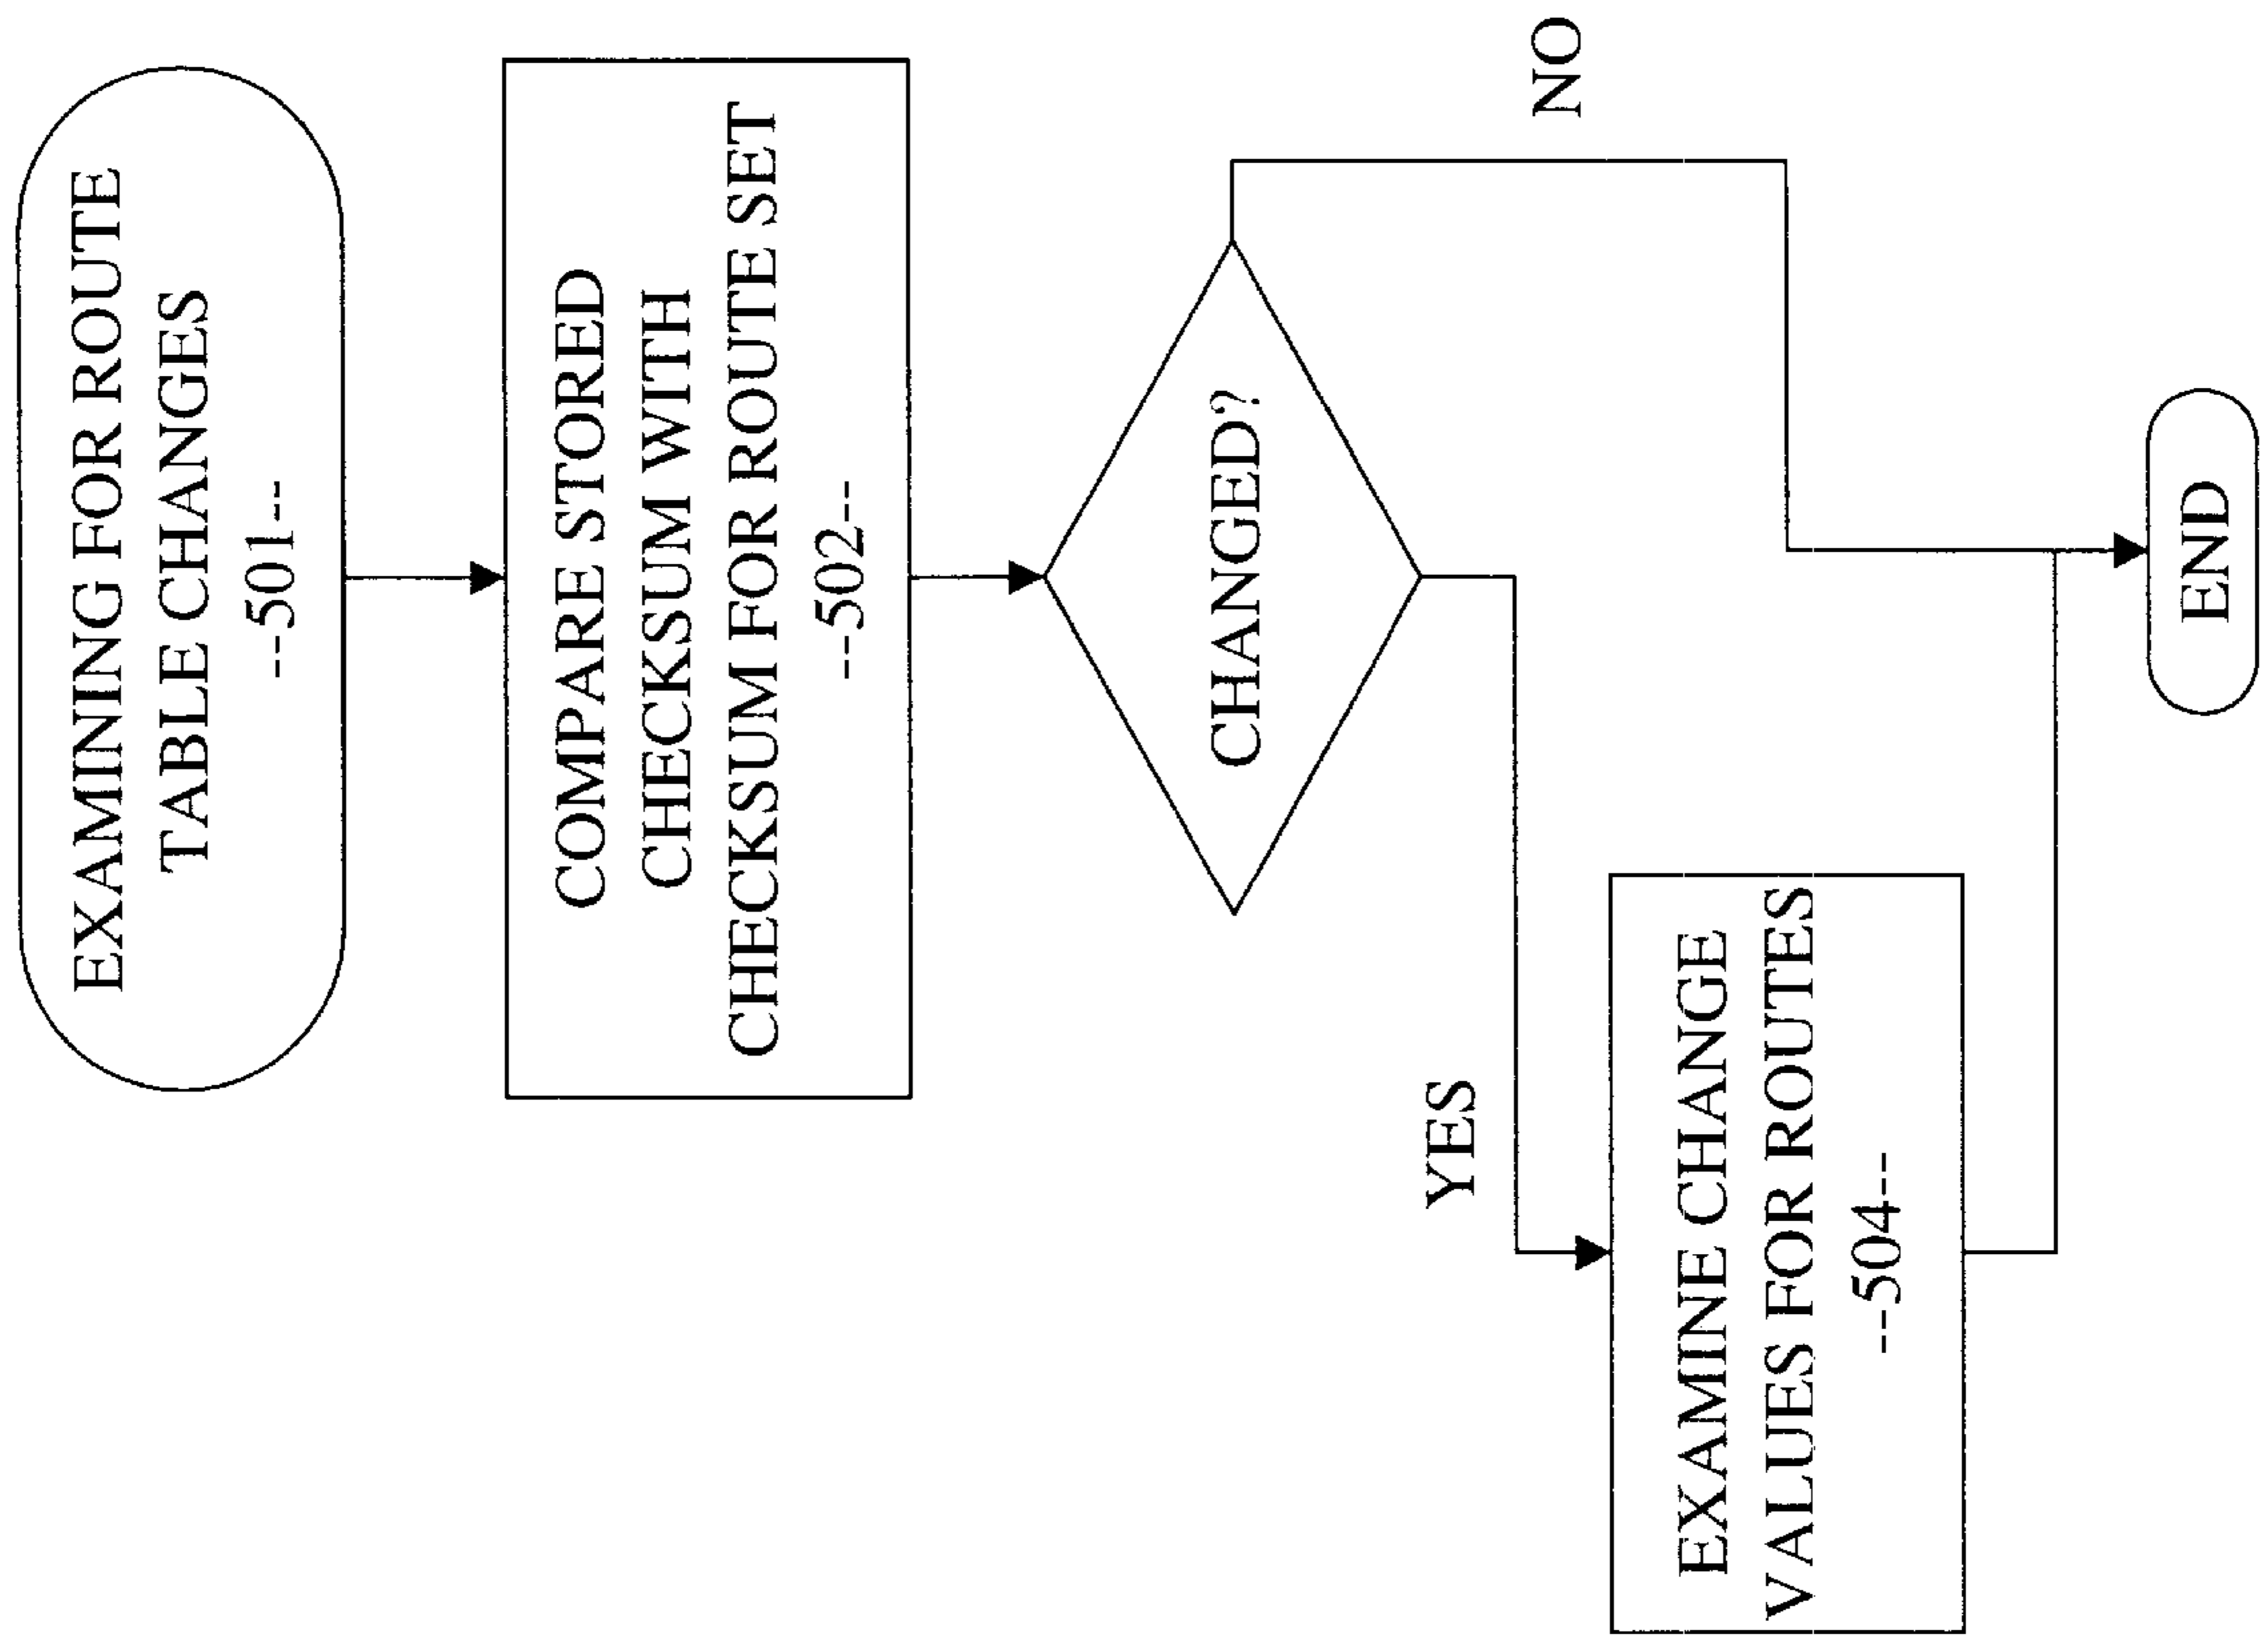 EXAMINING FOR ROUTE
TABLE CHANGES
--501--
COMPARE STORED
CHECKSUM WITH
CHECKSUM FOR ROUTE SET
--502--
CHANGED?
YES
NO
EXAMINE CHANGE
VALUES FOR ROUTES
--504--
END